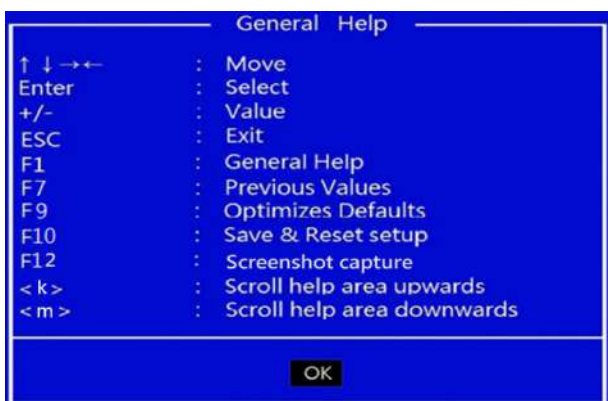 General Help
↑ ↓→← : Move
Enter : Select
+/- : Value
ESC : Exit
F1 : General Help
F7 : Previous Values
F9 : Optimizes Defaults
F10 : Save & Reset setup
F12 : Screenshot capture
<k> : Scroll help area upwards
<m> : Scroll help area downwards
OK